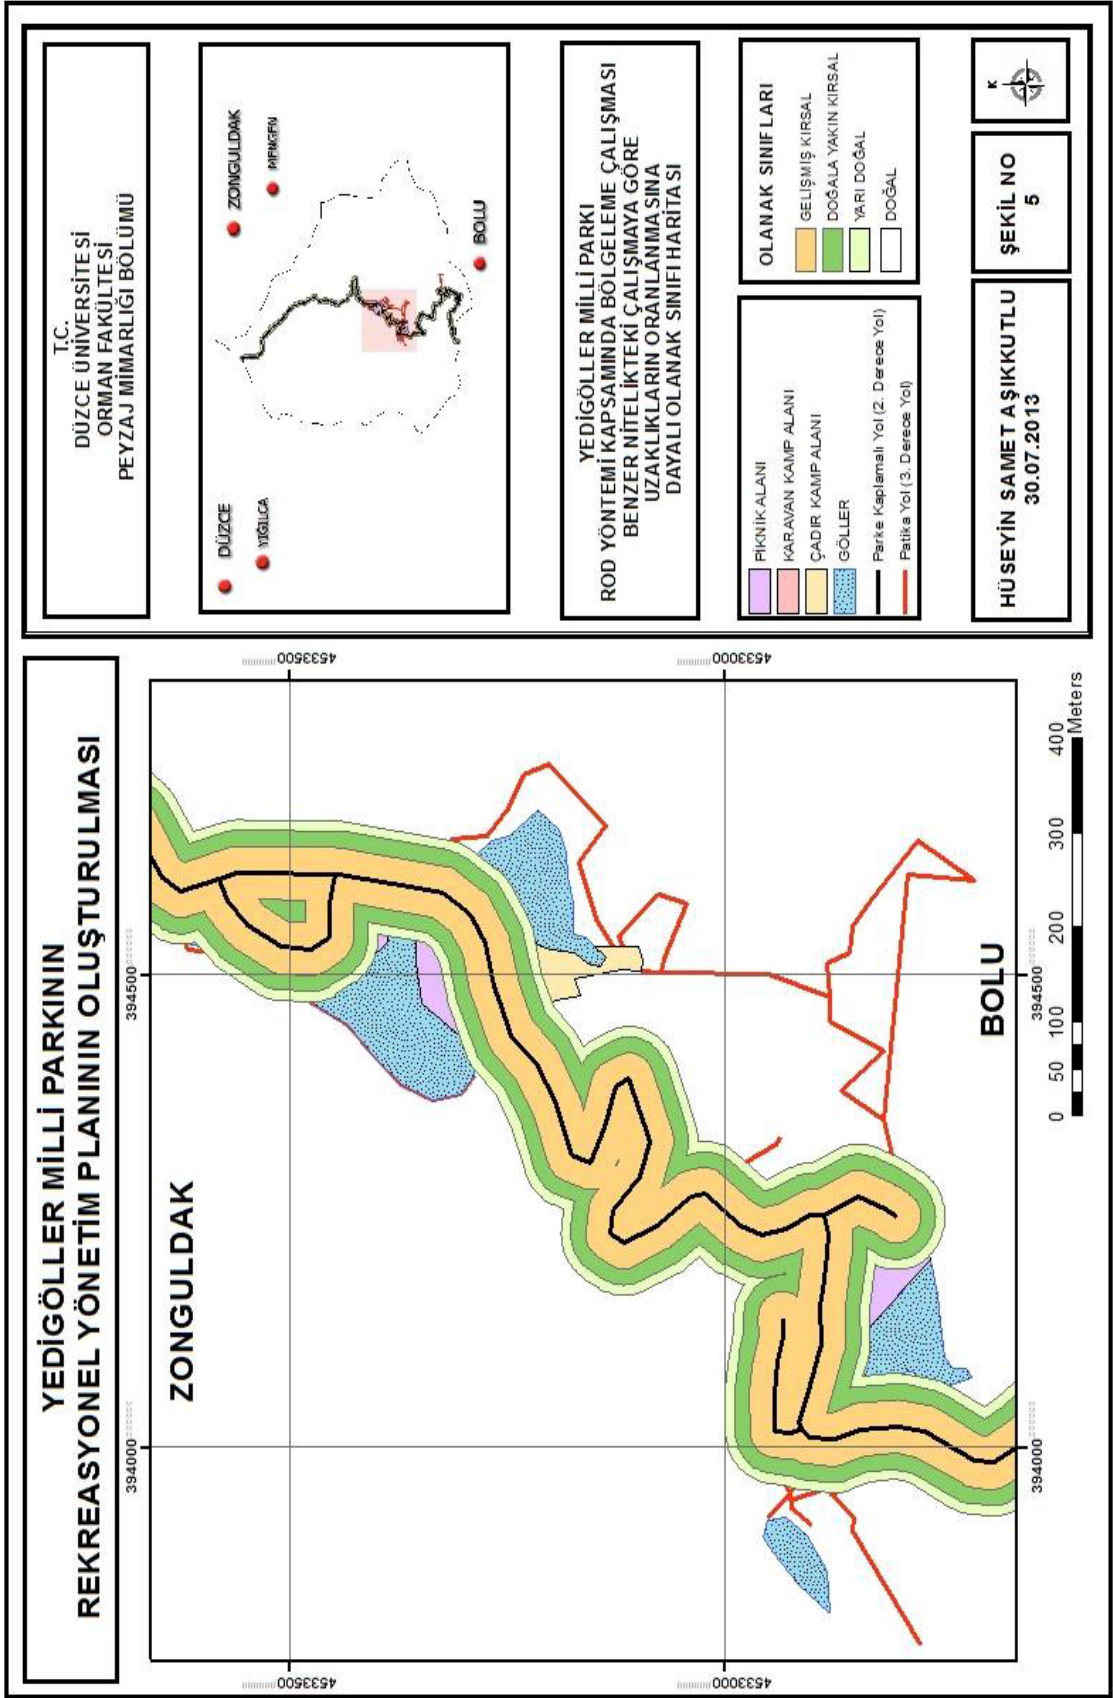 YEDİGÖLLER MİLLİ PARKININ
REKREASYONEL YÖNETİM PLANININ OLUŞTURULMASI
394000
394500
4533500
4533500
4533000
4533000
394000
394500
ZONGULDAK
BOLU
0 50 100 200 300 400
Meters
T.C.
DÜZCE ÜNİVERSİTESİ
ORMAN FAKÜLTESİ
PEYZAJ MİMARLIĞI BÖLÜMÜ
DÜZCE
YIĞILCA
ZONGULDAK
MENGEN
BOLU
YEDİGÖLLER MİLLİ PARKI
ROD YÖNTEMİ KAPSAMINDA BÖLGELEME ÇALIŞMASI
BENZER NİTELİKTEKİ ÇALIŞMAYA GÖRE
UZAKLIKLARIN ORANLANMASINA
DAYALI OLANAK SINIFI HARİTASI
PİKNİK ALANI
KARAVAN KAMP ALANI
ÇADIR KAMP ALANI
GÖLLER
Parke Kaplamalı Yol (2. Derece Yol)
Patika Yol (3. Derece Yol)
OLANAK SINIFLARI
GELİŞMİŞ KIRSAL
DOĞALA YAKIN KIRSAL
YARI DOĞAL
DOĞAL
HÜSEYİN SAMET AŞIKKUTLU
30.07.2013
ŞEKİL NO
5
K